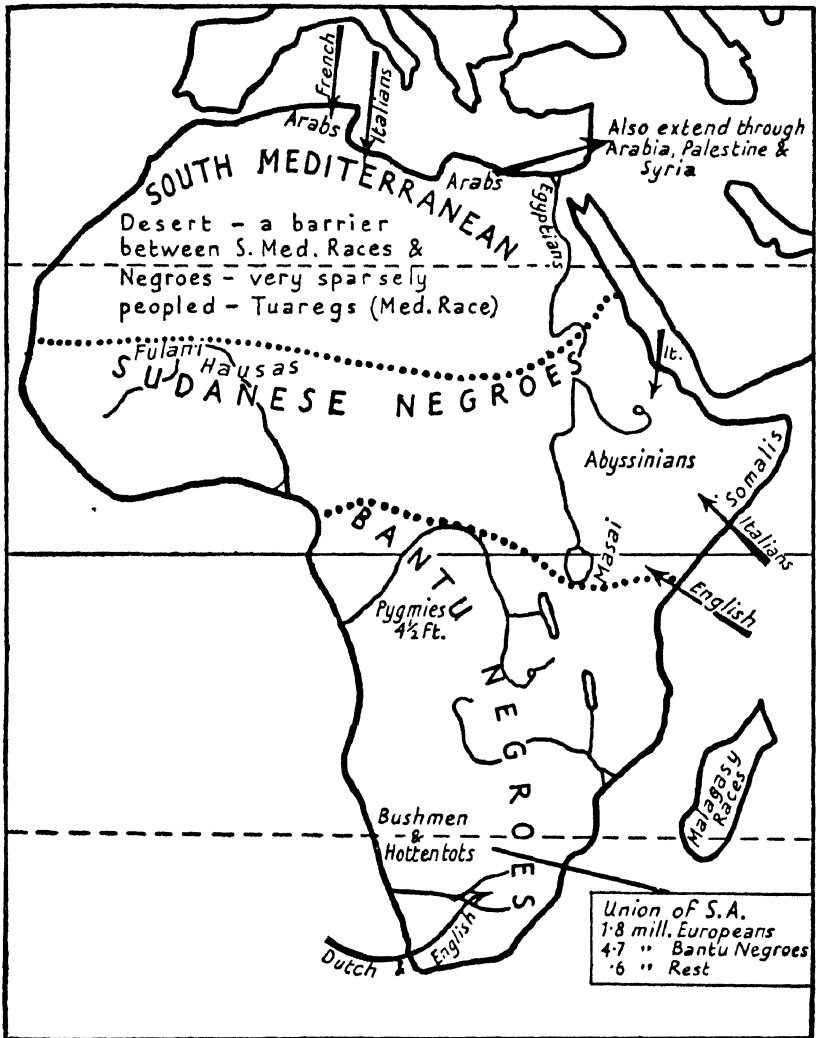 French
Italians
Arabs
Also extend through
Arabia, Palestine &
Syria
SOUTH MEDITERRANEAN
Arabs
Egyptians
Desert – a barrier
between S. Med. Races &
Negroes – very sparsely
peopled – Tuaregs (Med. Race)
It.
Fulani
Hausas
SUDANESE NEGROES
Abyssinians
Somalis
Italians
Masai
English
BANTU NEGROES
Pygmies
4½ Ft.
Malagasy
Races
Bushmen
&
Hottentots
Dutch
English
Union of S.A.
1·8 mill. Europeans
4·7 " Bantu Negroes
·6 " Rest